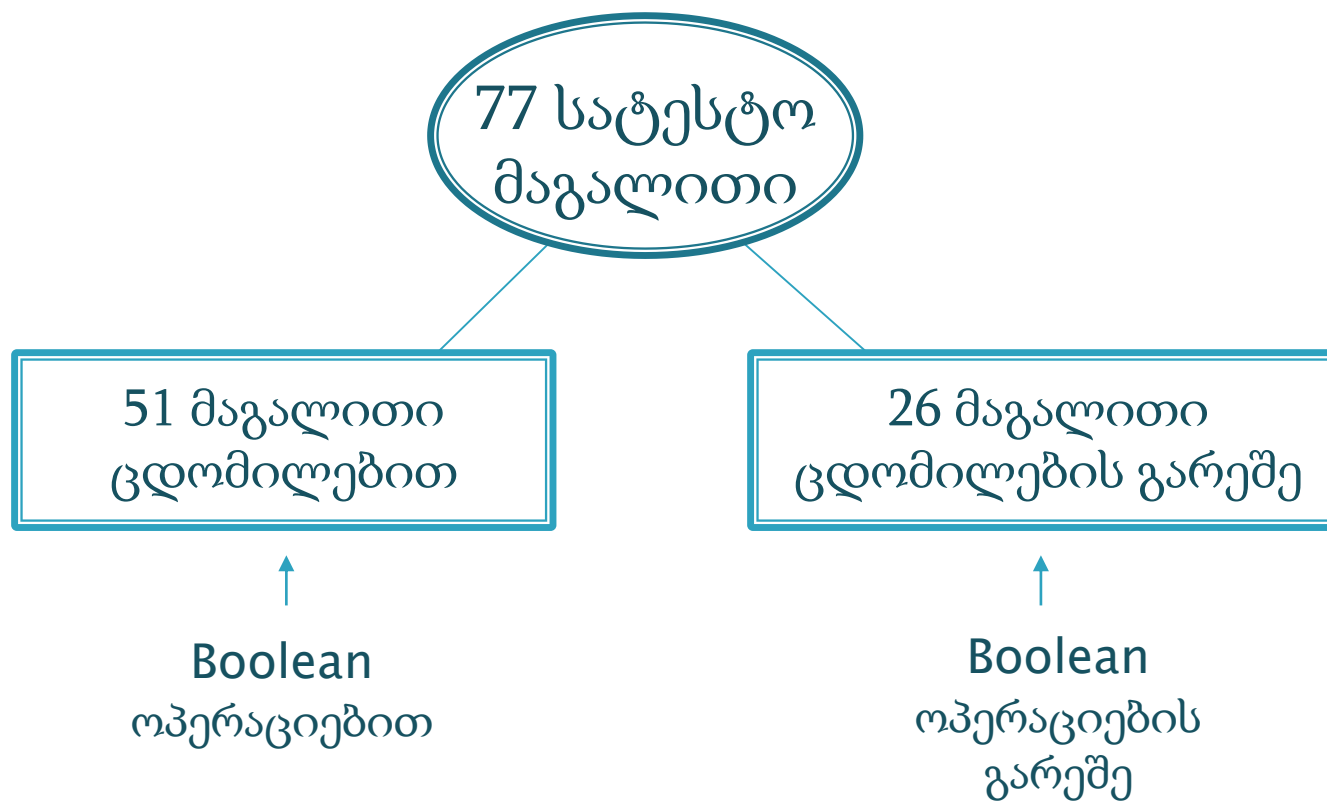 77 სატესტო
მაგალითი
51 მაგალითი
ცდომილებით
26 მაგალითი
ცდომილების გარეშე
Boolean
ოპერაციებით
Boolean
ოპერაციების
გარეშე